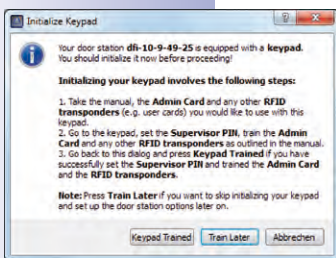 Initialize Keypad
Your door station dfi-10-9-49-25 is equipped with a keypad.
You should initialize it now before proceeding!
Initializing your keypad involves the following steps:
1. Take the manual, the Admin Card and any other RFID
transponders (e.g. user cards) you would like to use with this
keypad.
2. Go to the keypad, set the Supervisor PIN, train the Admin
Card and any other RFID transponders as outlined in the manual.
3. Go back to this dialog and press Keypad Trained if you have
successfully set the Supervisor PIN and trained the Admin Card
and the RFID transponders.
Note: Press Train Later if you want to skip initializing your keypad
and set up the door station options later on.
Keypad Trained Train Later Abbrechen